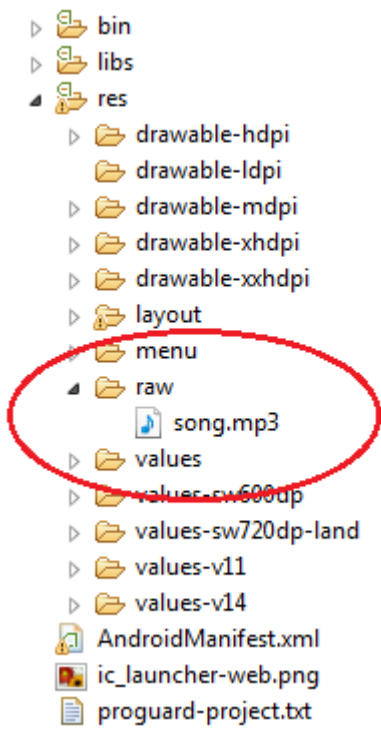 bin
libs
res
drawable-hdpi
drawable-ldpi
drawable-mdpi
drawable-xhdpi
drawable-xxhdpi
layout
menu
raw
song.mp3
values
values-sw600dp
values-sw720dp-land
values-v11
values-v14
AndroidManifest.xml
ic_launcher-web.png
proguard-project.txt